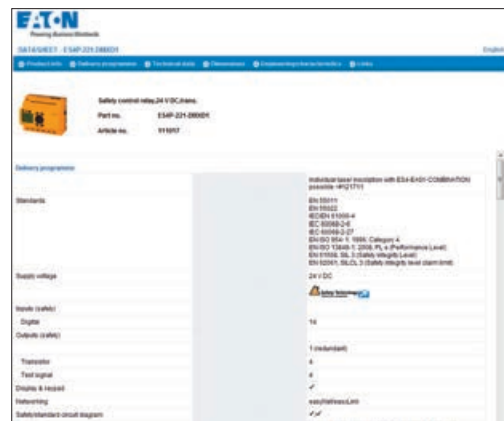 EATON
Powering Business Worldwide
DATASHEET - ES4P-221-DMXD1
English
Product info Delivery programme Technical data Dimensions Engineering characteristics Links
Safety control relay,24 V DC,trans.
Part no. ES4P-221-DMXD1
Article no. 111017
Delivery programme
Individual laser inscription with ES4-EASY-COMBINATION possible =#121711
Standards
EN 55011
EN 55022
IEC/EN 61000-4
IEC 60068-2-6
IEC 60068-2-27
EN ISO 954-1: 1996, Category 4
EN ISO 13849-1: 2008, PL e (Performance Level)
EN 61508, SIL 3 (Safety Integrity Level)
EN 62061, SILCL 3 (Safety integrity level claim limit)
Supply voltage 24 V DC
Safety Technology
Inputs (safety)
Digital 14
Outputs (safety)
1 (redundant)
Transistor 4
Test signal 4
Display & keypad ✓
Networking easyNet/easyLink
Safety/standard circuit diagram ✓/✓